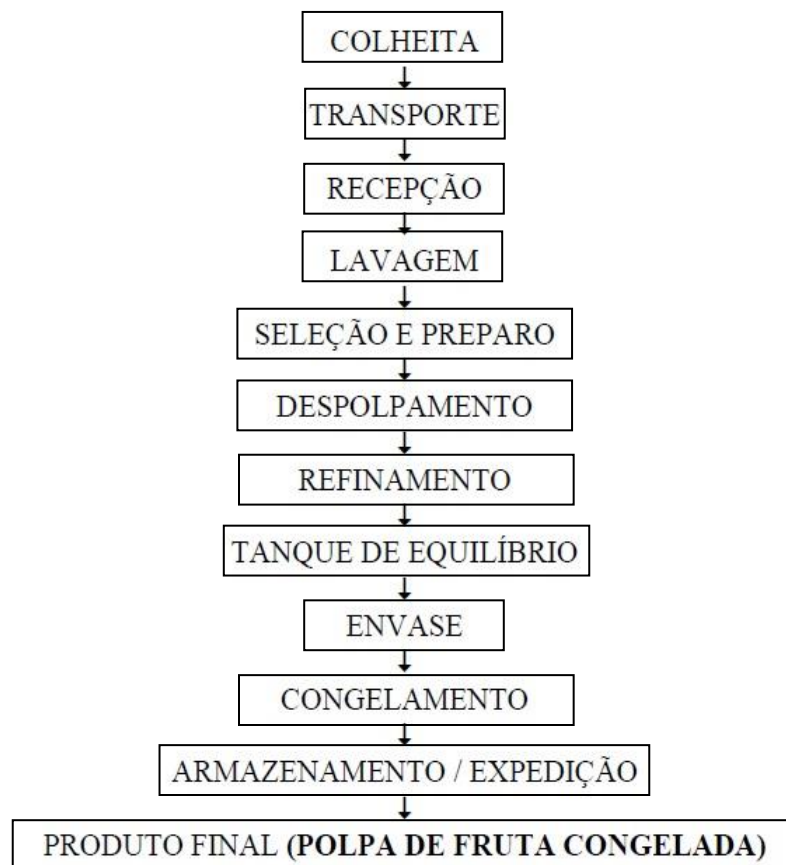 COLHEITA
TRANSPORTE
RECEPÇÃO
LAVAGEM
SELEÇÃO E PREPARO
DESPOLPAMENTO
REFINAMENTO
TANQUE DE EQUILÍBRIO
ENVASE
CONGELAMENTO
ARMAZENAMENTO / EXPEDIÇÃO
PRODUTO FINAL (POLPA DE FRUTA CONGELADA)